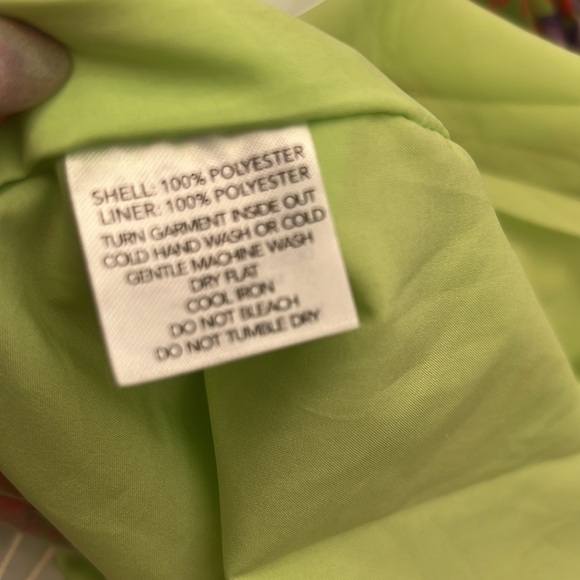 SHELL: 100% POLYESTER
LINER: 100% POLYESTER
TURN GARMENT INSIDE OUT
COLD HAND WASH OR COLD
GENTLE MACHINE WASH
DRY FLAT
COOL IRON
DO NOT BLEACH
DO NOT TUMBLE DRY